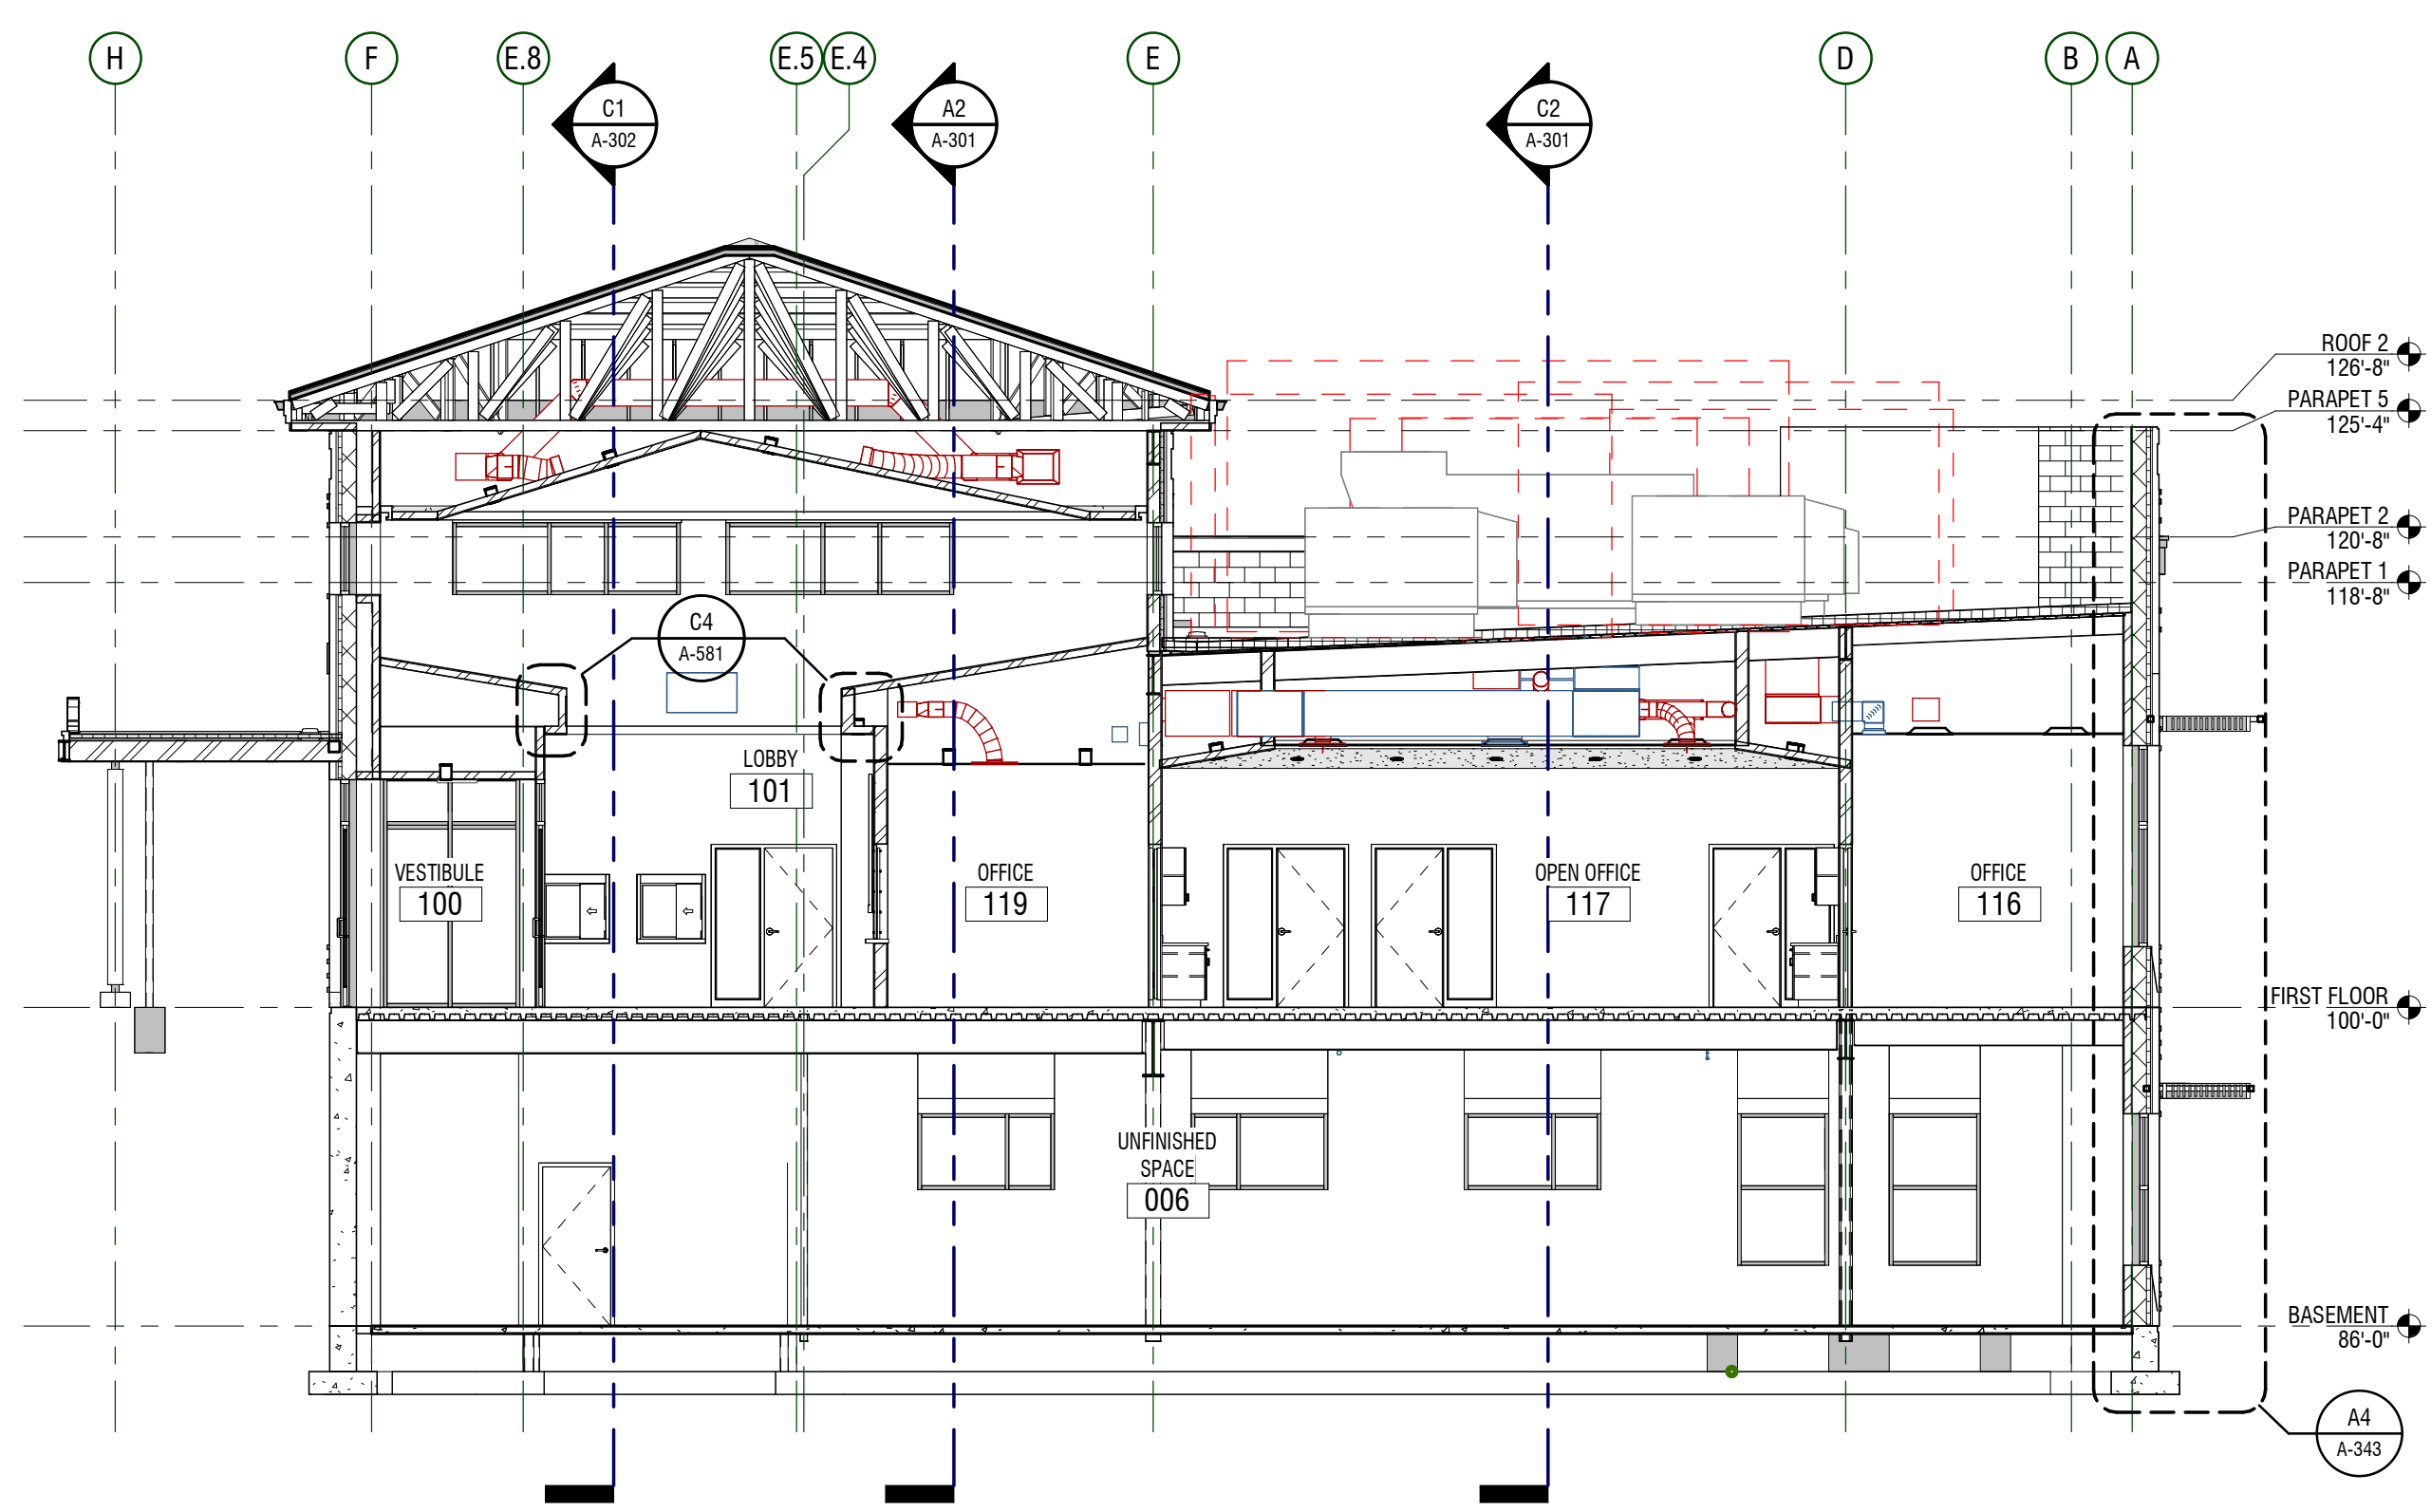 H
F
E.8
E.5
E.4
E
D
B
A
C1
A-302
A2
A-301
C2
A-301
ROOF 2
126'-8"
PARAPET 5
125'-4"
PARAPET 2
120'-8"
PARAPET 1
118'-8"
C4
A-581
LOBBY
101
VESTIBULE
100
OFFICE
119
OPEN OFFICE
117
OFFICE
116
FIRST FLOOR
100'-0"
UNFINISHED
SPACE
006
BASEMENT
86'-0"
A4
A-343